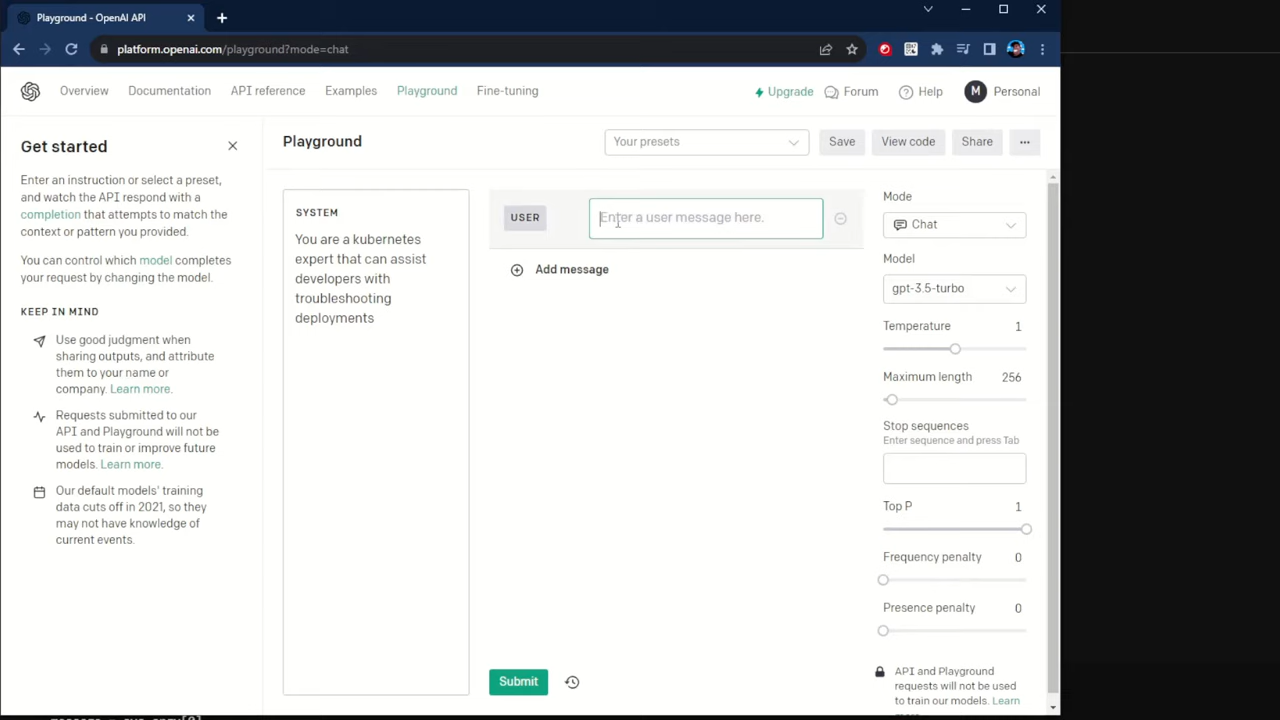 Playground - OpenAI API
platform.openai.com/playground?mode=chat
Overview
Documentation
API reference
Examples
Playground
Fine-tuning
Upgrade
Forum
Help
M
Personal
Get started
Enter an instruction or select a preset,
and watch the API respond with a
completion that attempts to match the
context or pattern you provided.
You can control which model completes
your request by changing the model.
KEEP IN MIND
Use good judgment when
sharing outputs, and attribute
them to your name or
company. Learn more.
Requests submitted to our
API and Playground will not be
used to train or improve future
models. Learn more.
Our default models' training
data cuts off in 2021, so they
may not have knowledge of
current events.
Playground
Your presets
Save
View code
Share
...
SYSTEM
You are a kubernetes
expert that can assist
developers with
troubleshooting
deployments
USER
Enter a user message here.
Add message
Submit
Mode
Chat
Model
gpt-3.5-turbo
Temperature 1
Maximum length 256
Stop sequences
Enter sequence and press Tab
Top P 1
Frequency penalty 0
Presence penalty 0
API and Playground
requests will not be used
to train our models. Learn